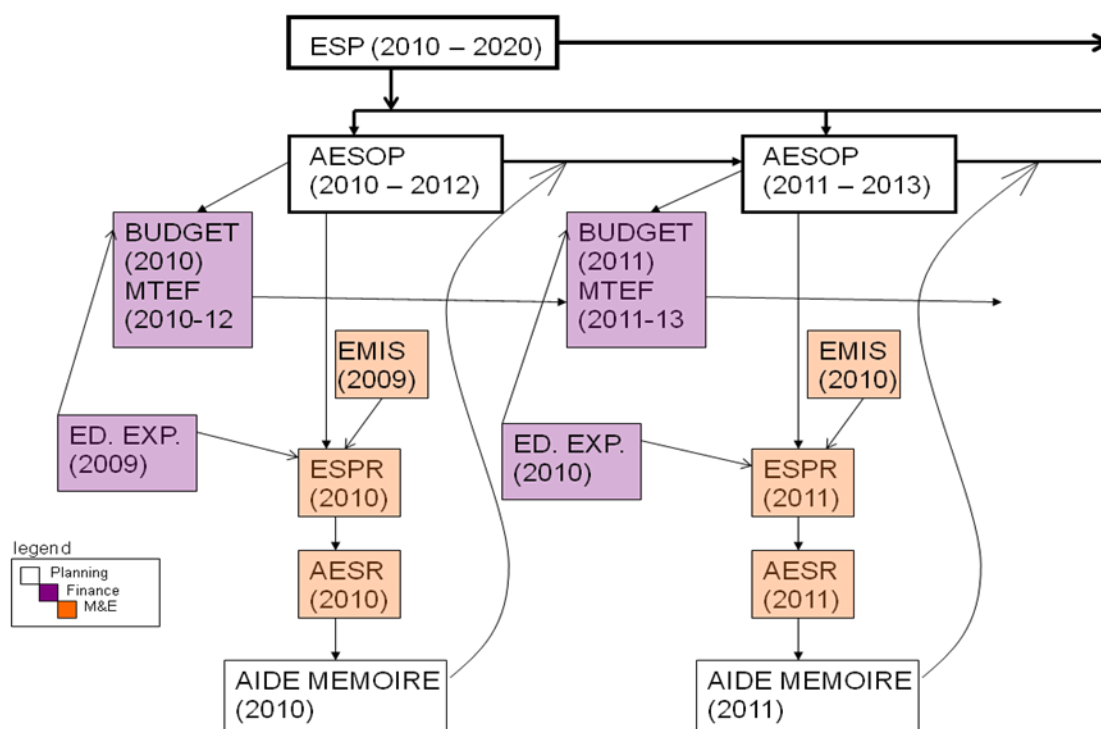 ESP (2010 – 2020)
AESOP
(2010 – 2012)
AESOP
(2011 – 2013)
BUDGET
(2010)
MTEF
(2010-12
BUDGET
(2011)
MTEF
(2011-13
EMIS
(2009)
EMIS
(2010)
ED. EXP.
(2009)
ED. EXP.
(2010)
ESPR
(2010)
ESPR
(2011)
AESR
(2010)
AESR
(2011)
AIDE MEMOIRE
(2010)
AIDE MEMOIRE
(2011)
legend
Planning
Finance
M&E